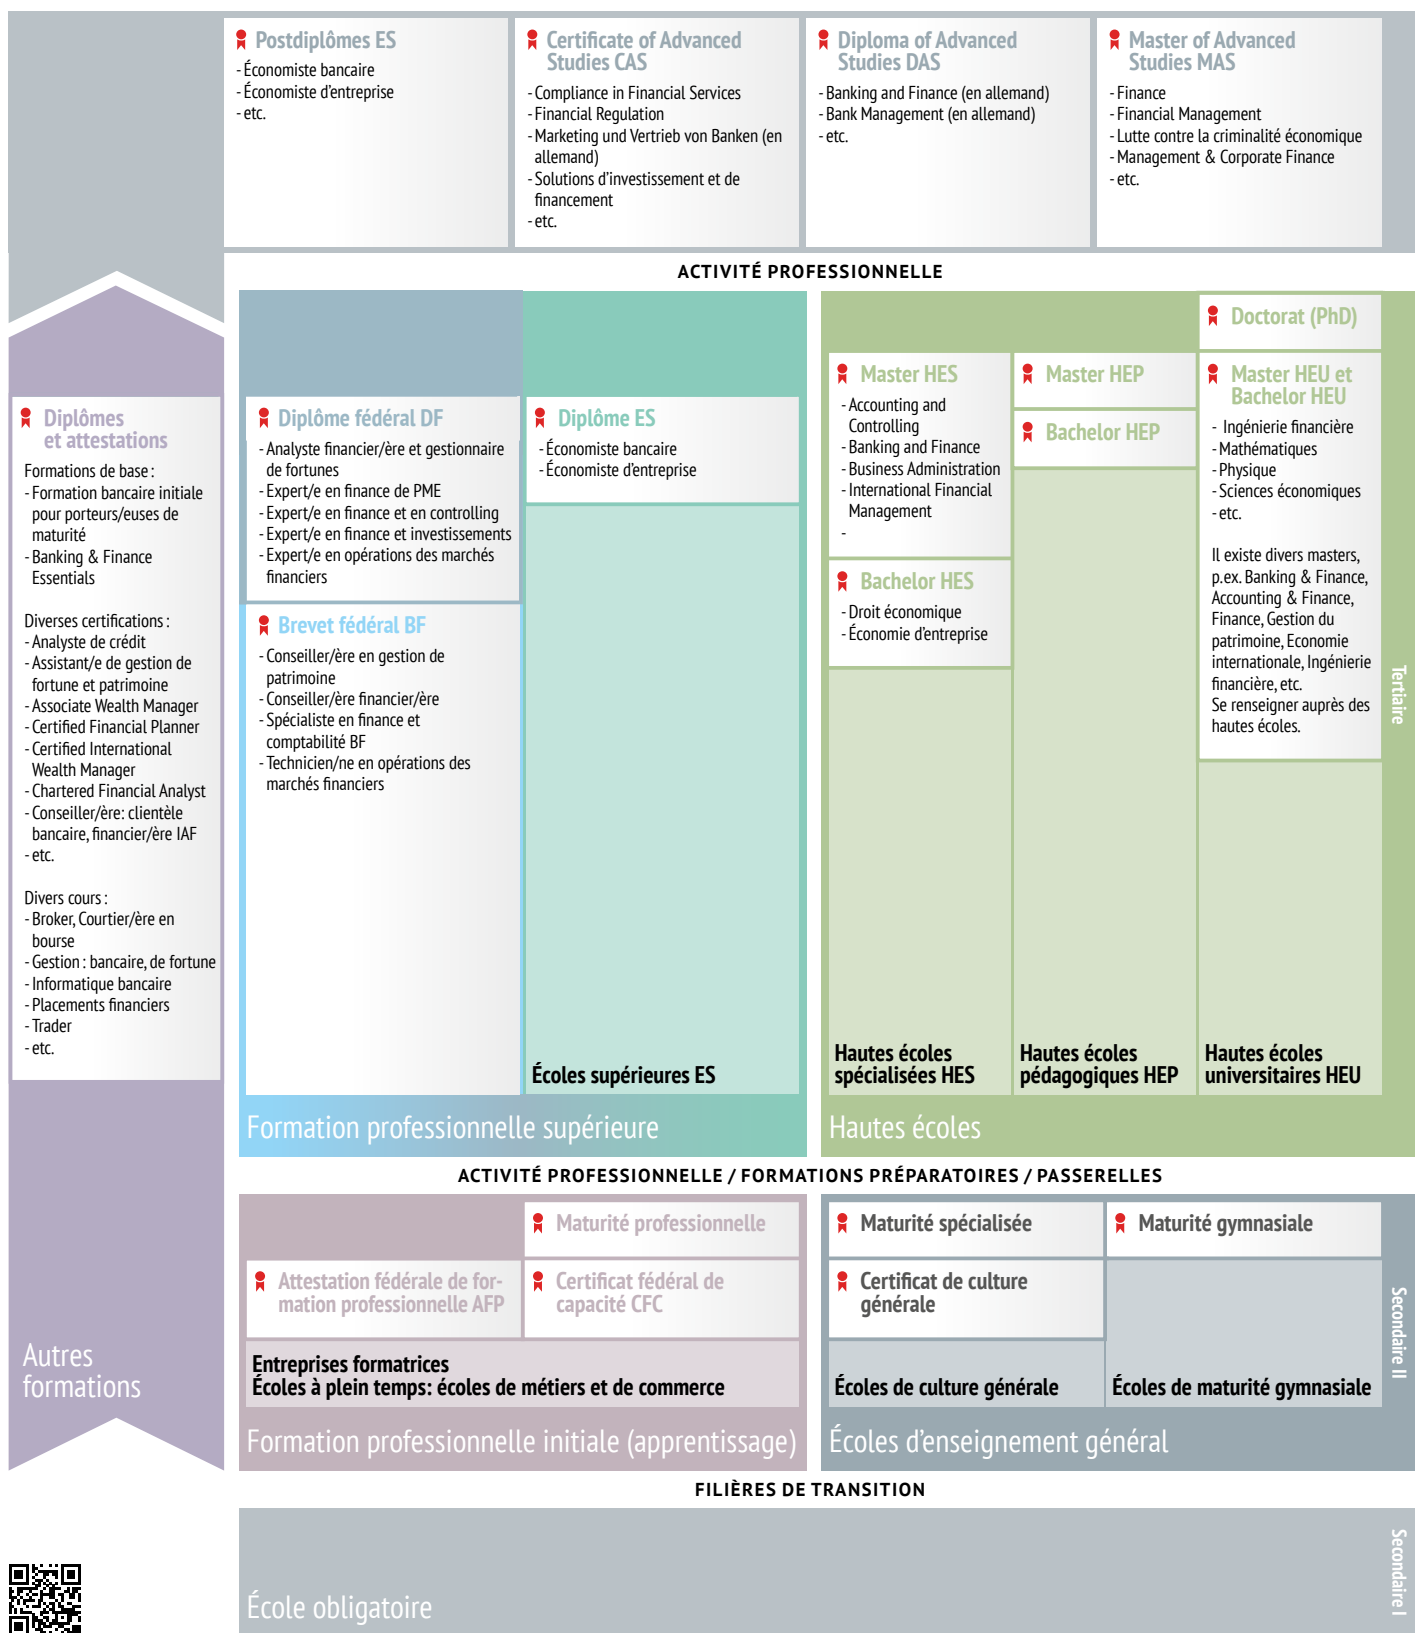 Postdiplômes ES
- Économiste bancaire
- Économiste d'entreprise
- etc.
Certificate of Advanced
Studies CAS
- Compliance in Financial Services
- Financial Regulation
- Marketing und Vertrieb von Banken (en
allemand)
- Solutions d'investissement et de
financement
- etc.
Diploma of Advanced
Studies DAS
- Banking and Finance (en allemand)
- Bank Management (en allemand)
- etc.
Master of Advanced
Studies MAS
- Finance
- Financial Management
- Lutte contre la criminalité économique
- Management & Corporate Finance
- etc.
ACTIVITÉ PROFESSIONNELLE
Diplômes
et attestations
Formations de base :
- Formation bancaire initiale
pour porteurs/euses de
maturité
- Banking & Finance
Essentials
Diverses certifications :
- Analyste de crédit
- Assistant/e de gestion de
fortune et patrimoine
- Associate Wealth Manager
- Certified Financial Planner
- Certified International
Wealth Manager
- Chartered Financial Analyst
- Conseiller/ère: clientèle
bancaire, financier/ère IAF
- etc.
Divers cours :
- Broker, Courtier/ère en
bourse
- Gestion : bancaire, de fortune
- Informatique bancaire
- Placements financiers
- Trader
- etc.
Autres
formations
Diplôme fédéral DF
- Analyste financier/ère et gestionnaire
de fortunes
- Expert/e en finance de PME
- Expert/e en finance et en controlling
- Expert/e en finance et investissements
- Expert/e en opérations des marchés
financiers
Brevet fédéral BF
- Conseiller/ère en gestion de
patrimoine
- Conseiller/ère financier/ère
- Spécialiste en finance et
comptabilité BF
- Technicien/ne en opérations des
marchés financiers
Diplôme ES
- Économiste bancaire
- Économiste d'entreprise
Écoles supérieures ES
Formation professionnelle supérieure
Master HES
- Accounting and
Controlling
- Banking and Finance
- Business Administration
- International Financial
Management
-
Bachelor HES
- Droit économique
- Économie d'entreprise
Hautes écoles
spécialisées HES
Master HEP
Bachelor HEP
Hautes écoles
pédagogiques HEP
Doctorat (PhD)
Master HEU et
Bachelor HEU
- Ingénierie financière
- Mathématiques
- Physique
- Sciences économiques
- etc.
Il existe divers masters,
p.ex. Banking & Finance,
Accounting & Finance,
Finance, Gestion du
patrimoine, Economie
internationale, Ingénierie
financière, etc.
Se renseigner auprès des
hautes écoles.
Hautes écoles
universitaires HEU
Hautes écoles
Tertiaire
ACTIVITÉ PROFESSIONNELLE / FORMATIONS PRÉPARATOIRES / PASSERELLES
Maturité professionnelle
Attestation fédérale de for-
mation professionnelle AFP
Certificat fédéral de
capacité CFC
Entreprises formatrices
Écoles à plein temps: écoles de métiers et de commerce
Formation professionnelle initiale (apprentissage)
Maturité spécialisée
Certificat de culture
générale
Écoles de culture générale
Maturité gymnasiale
Écoles de maturité gymnasiale
Écoles d'enseignement général
Secondaire II
FILIÈRES DE TRANSITION
École obligatoire
Secondaire I